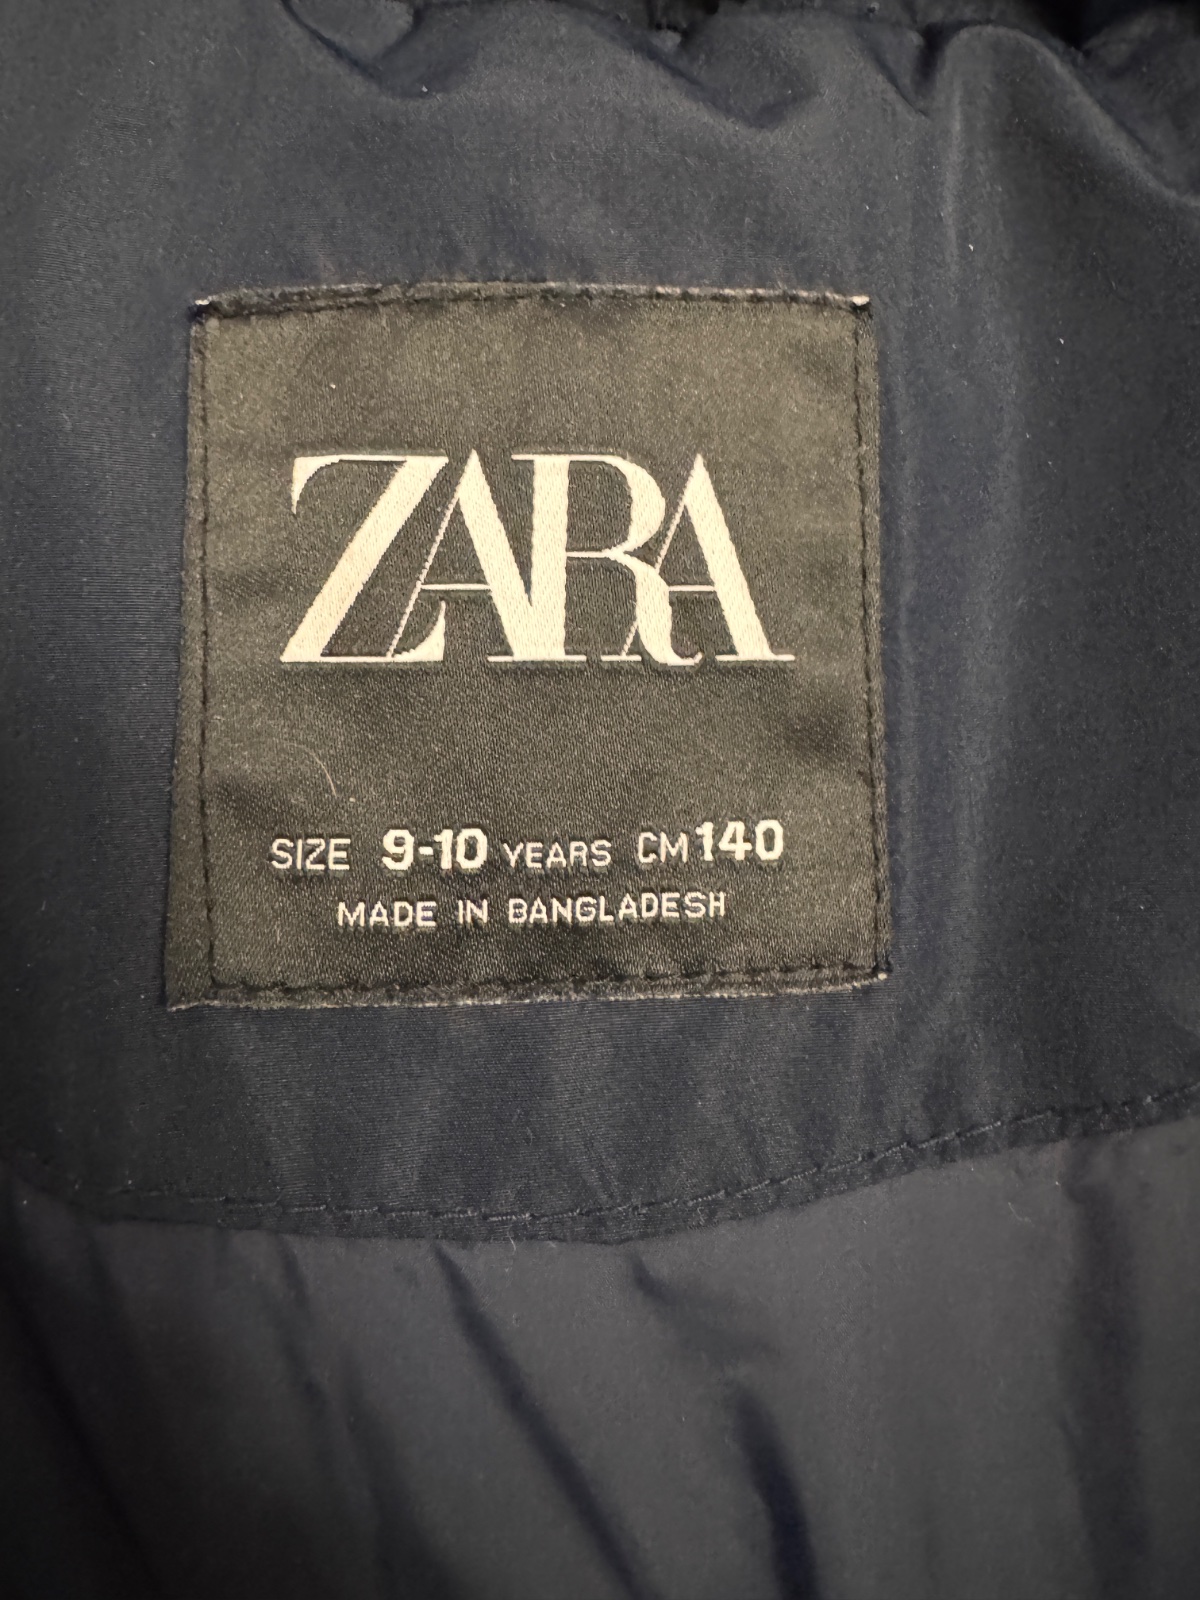 ZARA
SIZE 9-10 YEARS CM 140
MADE IN BANGLADESH